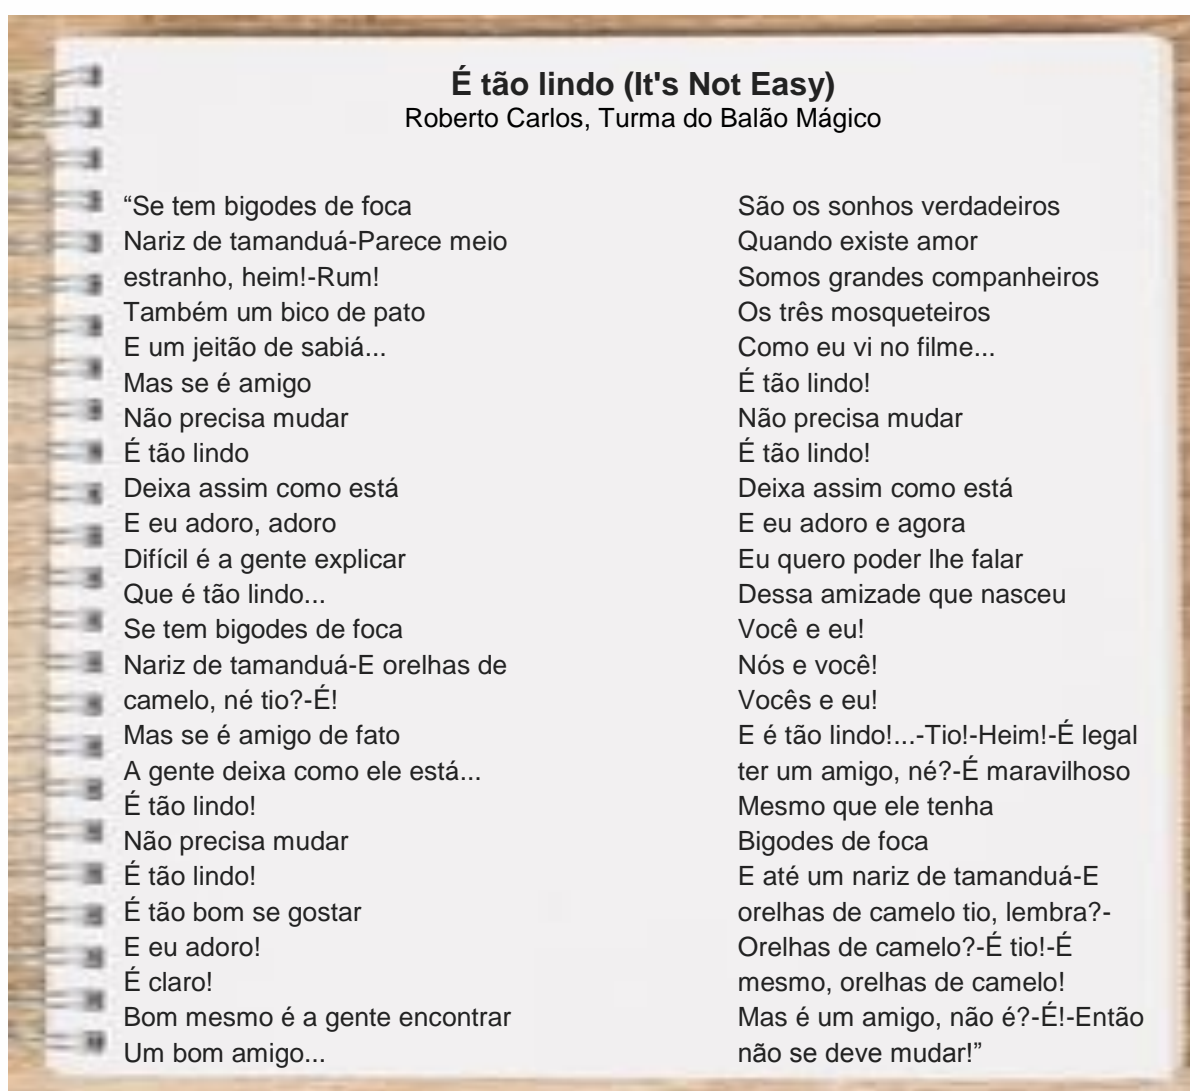 É tão lindo (It's Not Easy)
Roberto Carlos, Turma do Balão Mágico
“Se tem bigodes de foca
Nariz de tamanduá-Parece meio
estranho, heim!-Rum!
Também um bico de pato
E um jeitão de sabiá...
Mas se é amigo
Não precisa mudar
É tão lindo
Deixa assim como está
E eu adoro, adoro
Difícil é a gente explicar
Que é tão lindo...
Se tem bigodes de foca
Nariz de tamanduá-E orelhas de
camelo, né tio?-É!
Mas se é amigo de fato
A gente deixa como ele está...
É tão lindo!
Não precisa mudar
É tão lindo!
É tão bom se gostar
E eu adoro!
É claro!
Bom mesmo é a gente encontrar
Um bom amigo...
São os sonhos verdadeiros
Quando existe amor
Somos grandes companheiros
Os três mosqueteiros
Como eu vi no filme...
É tão lindo!
Não precisa mudar
É tão lindo!
Deixa assim como está
E eu adoro e agora
Eu quero poder lhe falar
Dessa amizade que nasceu
Você e eu!
Nós e você!
Vocês e eu!
E é tão lindo!...-Tio!-Heim!-É legal
ter um amigo, né?-É maravilhoso
Mesmo que ele tenha
Bigodes de foca
E até um nariz de tamanduá-E
orelhas de camelo tio, lembra?-
Orelhas de camelo?-É tio!-É
mesmo, orelhas de camelo!
Mas é um amigo, não é?-É!-Então
não se deve mudar!”